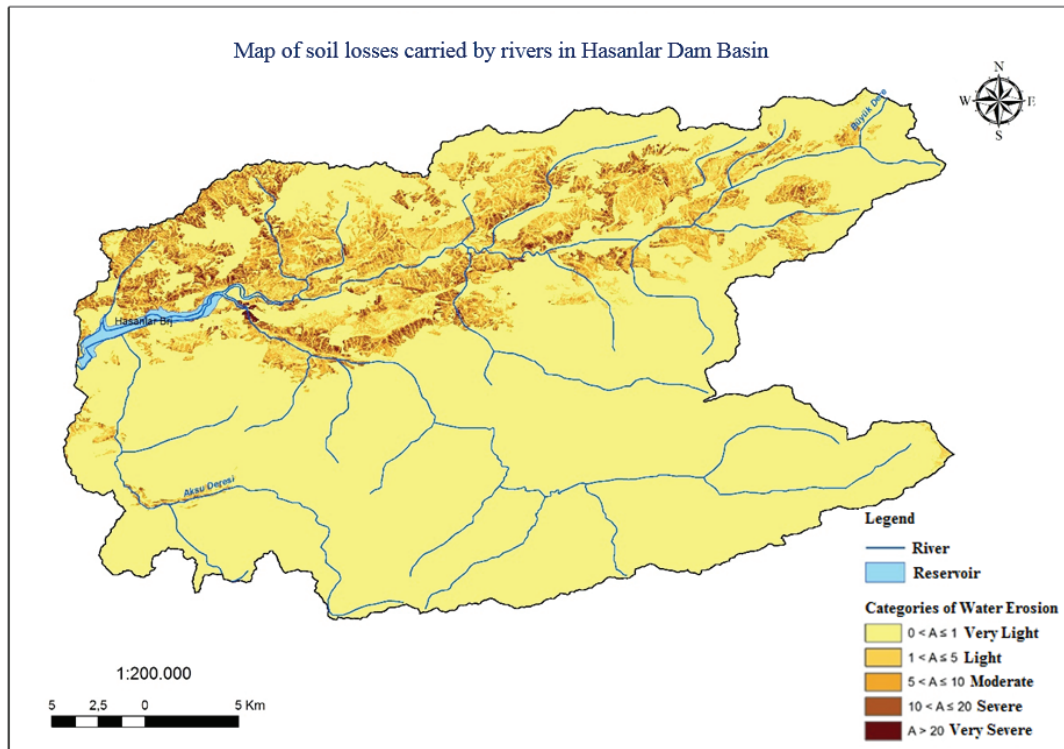 Map of soil losses carried by rivers in Hasanlar Dam Basin
N
W E
S
Büyük Dere
Hasanlar Brj
Aksu Deresi
Legend
River
Reservoir
Categories of Water Erosion
0 < A ≤ 1 Very Light
1 < A ≤ 5 Light
5 < A ≤ 10 Moderate
10 < A ≤ 20 Severe
A > 20 Very Severe
1:200.000
5 2,5 0 5 Km